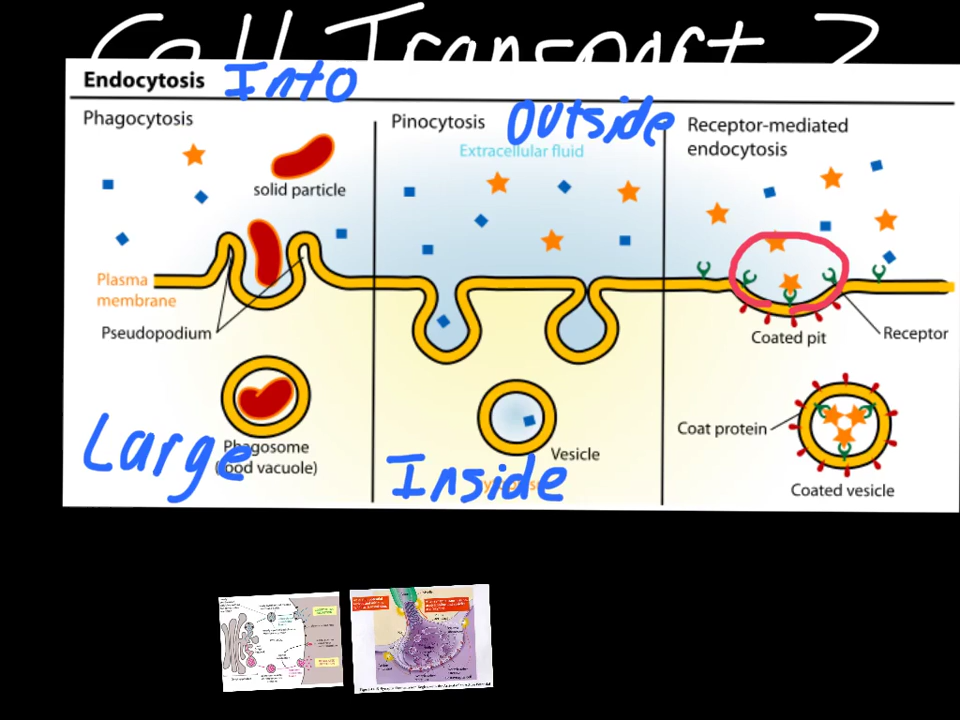 Cell Transport 2
Endocytosis Into
Phagocytosis
solid particle
Plasma
membrane
Pseudopodium
Phagosome
(food vacuole)
Large
Pinocytosis
Outside
Extracellular fluid
Vesicle
Inside
Receptor-mediated
endocytosis
Coated pit
Receptor
Coat protein
Coated vesicle